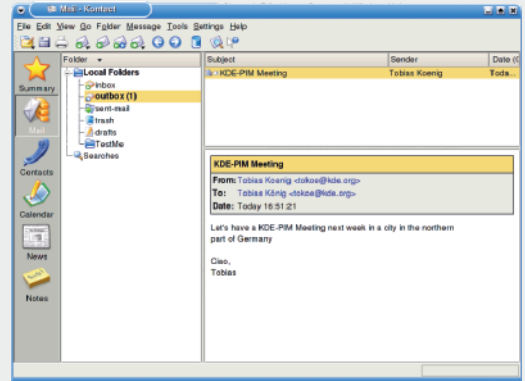 Mail - Kontact
File Edit View Go Folder Message Tools Settings Help
Folder
Subject Sender Date (
Local Folders
inbox
outbox (1)
sent-mail
trash
drafts
TestMe
Searches
KDE-PIM Meeting Tobias Koenig Toda...
Summary
Mail
Contacts
Calendar
News
Notes
KDE-PIM Meeting
From: Tobias Koenig <tokoe@kde.org>
To: Tobias König <tokoe@kde.org>
Date: Today 16:51:21
Let's have a KDE-PIM Meeting next week in a city in the northern
part of Germany
Ciao,
Tobias